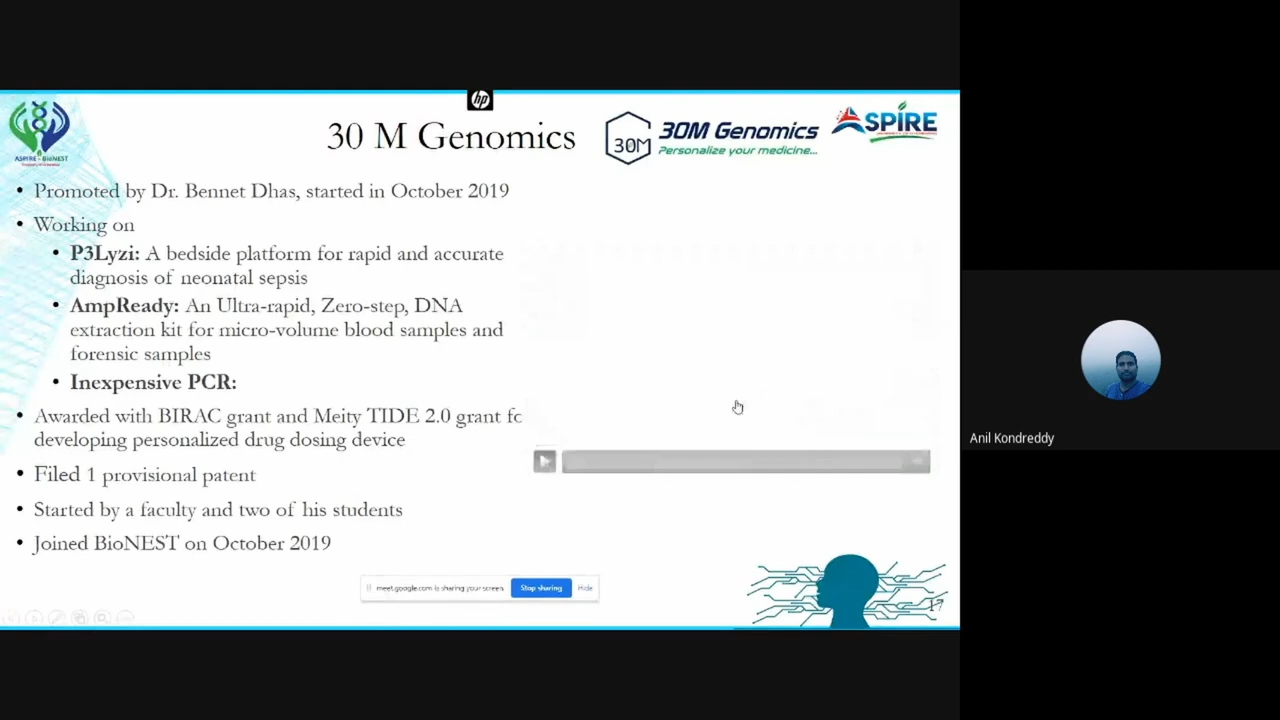 hp
ASPIRE - BioNEST
30 M Genomics
30M
30M Genomics
Personalize your medicine...
ASPIRE
• Promoted by Dr. Bennet Dhas, started in October 2019
• Working on
• P3Lyzi: A bedside platform for rapid and accurate
diagnosis of neonatal sepsis
• AmpReady: An Ultra-rapid, Zero-step, DNA
extraction kit for micro-volume blood samples and
forensic samples
• Inexpensive PCR:
• Awarded with BIRAC grant and Meity TIDE 2.0 grant fo
developing personalized drug dosing device
• Filed 1 provisional patent
• Started by a faculty and two of his students
• Joined BioNEST on October 2019
meet.google.com is sharing your screen. Stop sharing Hide
17
Anil Kondreddy